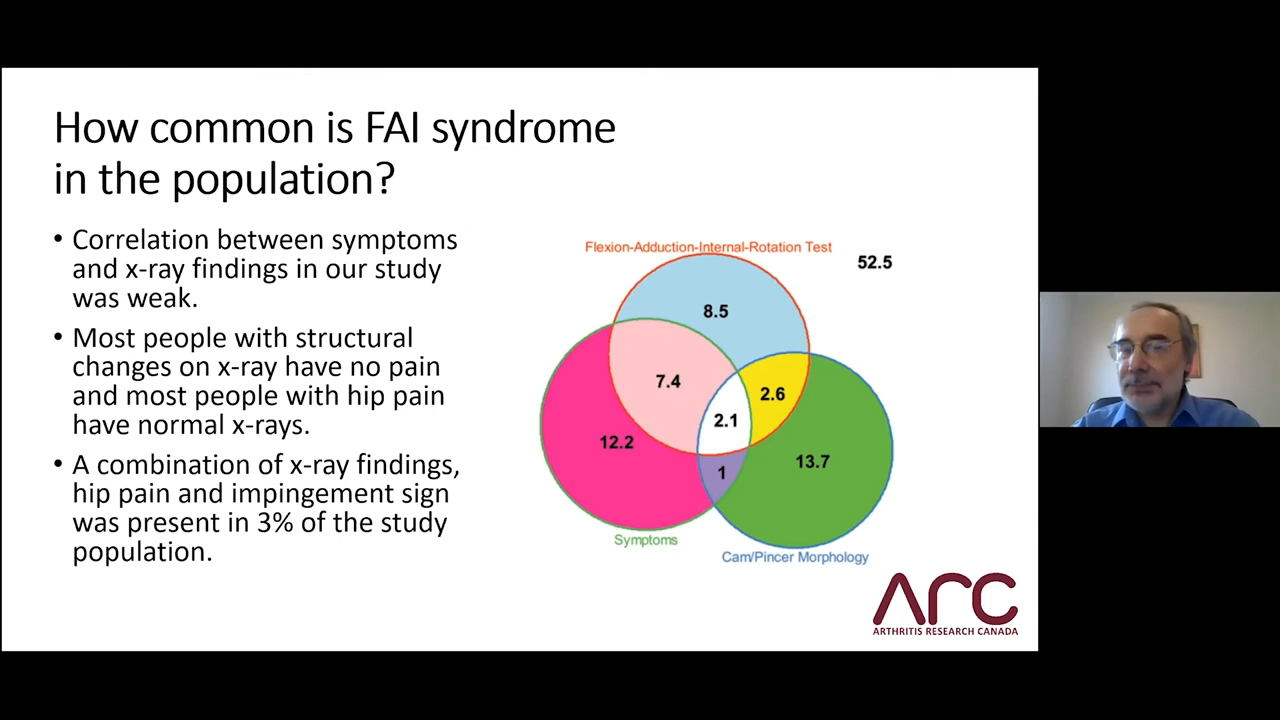 How common is FAI syndrome
in the population?
• Correlation between symptoms
and x-ray findings in our study
was weak.
• Most people with structural
changes on x-ray have no pain
and most people with hip pain
have normal x-rays.
• A combination of x-ray findings,
hip pain and impingement sign
was present in 3% of the study
population.
Flexion-Adduction-Internal-Rotation Test
52.5
8.5
7.4
2.6
2.1
12.2
13.7
1
Symptoms
Cam/Pincer Morphology
ARC
ARTHRITIS RESEARCH CANADA